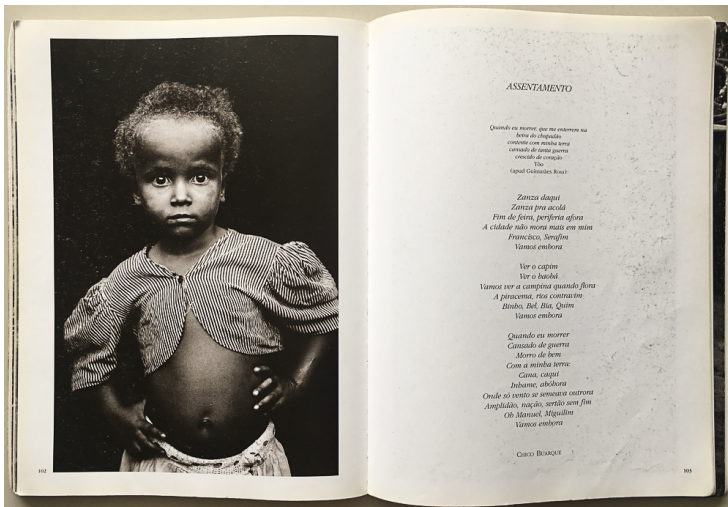 ASSENTAMENTO
Quando eu morrer, que me enterrem na
beira do chapadão
contente com minha terra
cansado de tanta guerra
crescido de coração
Tôo
(apud Guimarães Rosa)
Zanza daqui
Zanza pra acolá
Fim de feira, periferia afora
A cidade não mora mais em mim
Francisco, Serafim
Vamos embora
Ver o capim
Ver o baobá
Vamos ver a campina quando flora
A piracema, rios contravim
Binho, Bel, Bia, Quim
Vamos embora
Quando eu morrer
Cansado de guerra
Morro de bem
Com a minha terra:
Cana, caqui
Inhame, abóbora
Onde só vento se semeava outrora
Amplidão, nação, sertão sem fim
Oh Manuel, Miguilim
Vamos embora
CHICO BUARQUE
102
103